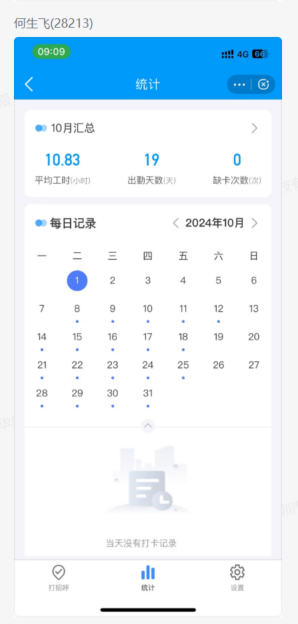 何生飞(28213)
09:09
4G 66
统计
10月汇总
10.83 19 0
平均工时(小时) 出勤天数(天) 缺卡次数(次)
每日记录 2024年10月
一 二 三 四 五 六 日
1 2 3 4 5 6
7 8 9 10 11 12 13
14 15 16 17 18 19 20
21 22 23 24 25 26 27
28 29 30 31
当天没有打卡记录
打招呼 统计 设置